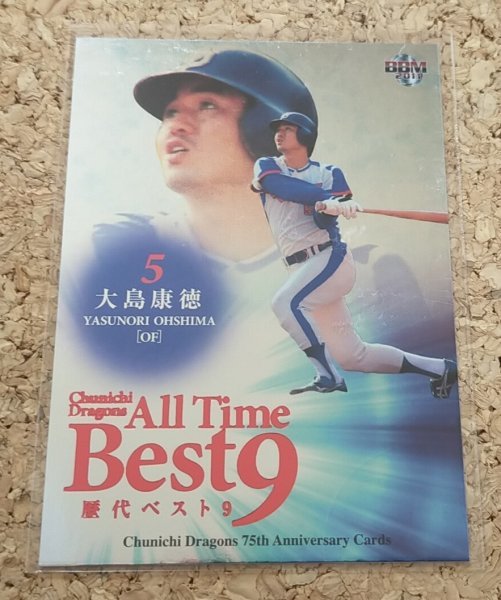 BBM
2011
5
大島康徳
YASUNORI OHSHIMA
[OF]
Chunichi
Dragons
All Time
Best9
歴代ベスト9
Chunichi Dragons 75th Anniversary Cards